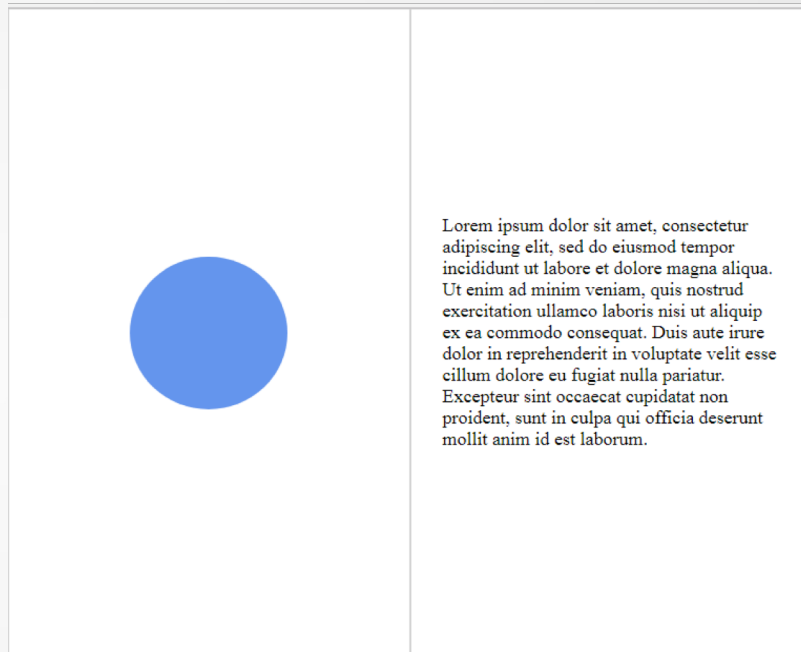 Lorem ipsum dolor sit amet, consectetur
adipiscing elit, sed do eiusmod tempor
incididunt ut labore et dolore magna aliqua.
Ut enim ad minim veniam, quis nostrud
exercitation ullamco laboris nisi ut aliquip
ex ea commodo consequat. Duis aute irure
dolor in reprehenderit in voluptate velit esse
cillum dolore eu fugiat nulla pariatur.
Excepteur sint occaecat cupidatat non
proident, sunt in culpa qui officia deserunt
mollit anim id est laborum.